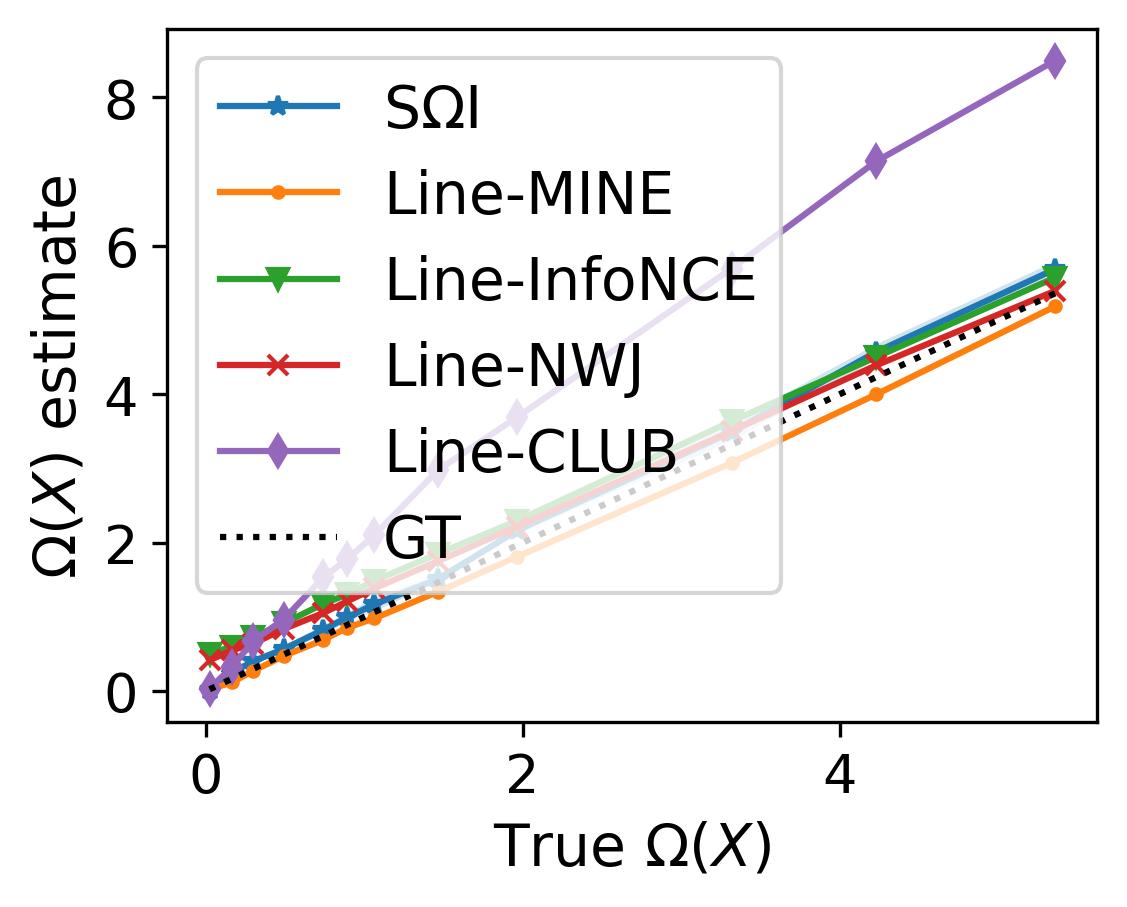 SΩI
Line-MINE
Line-InfoNCE
Line-NWJ
Line-CLUB
GT
8
6
4
2
0
Ω(X) estimate
0 2 4
True Ω(X)